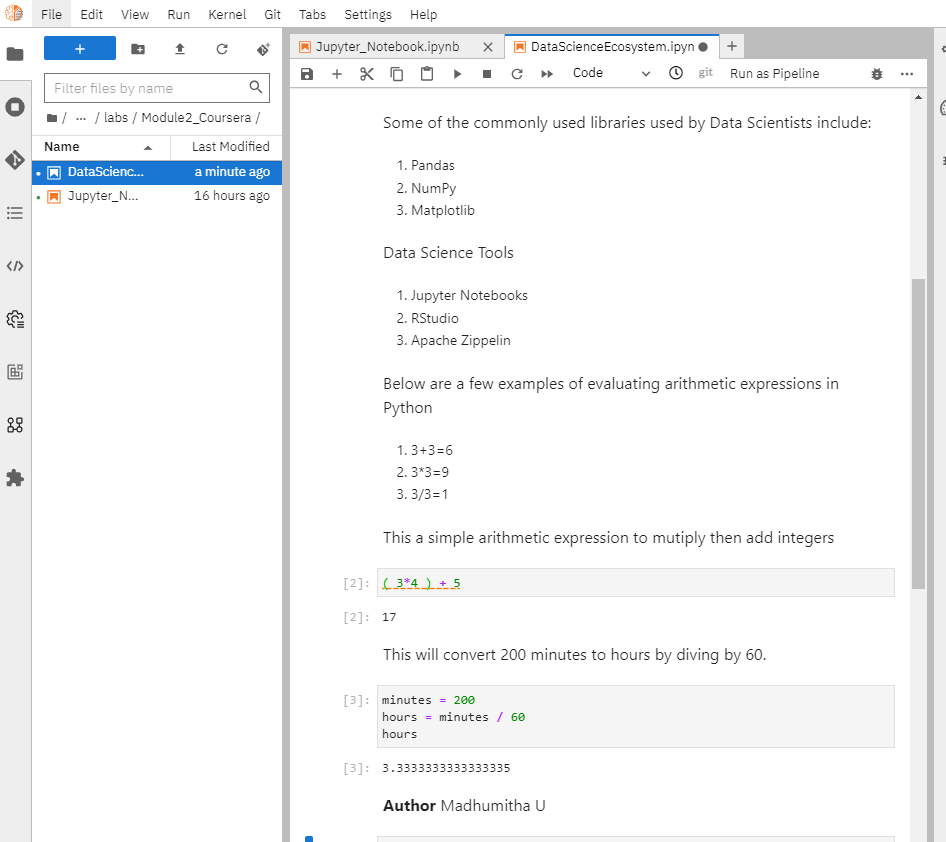 File Edit View Run Kernel Git Tabs Settings Help
+
Filter files by name
/ ... / labs / Module2_Coursera /
Name Last Modified
DataScienc... a minute ago
Jupyter_N... 16 hours ago
Jupyter_Notebook.ipynb DataScienceEcosystem.ipyn
Code git Run as Pipeline
Some of the commonly used libraries used by Data Scientists include:
1. Pandas
2. NumPy
3. Matplotlib
Data Science Tools
1. Jupyter Notebooks
2. RStudio
3. Apache Zippelin
Below are a few examples of evaluating arithmetic expressions in
Python
1. 3+3=6
2. 3*3=9
3. 3/3=1
This a simple arithmetic expression to mutiply then add integers
[2]: ( 3*4 ) + 5
[2]: 17
This will convert 200 minutes to hours by diving by 60.
[3]: minutes = 200
hours = minutes / 60
hours
[3]: 3.3333333333333335
Author Madhumitha U